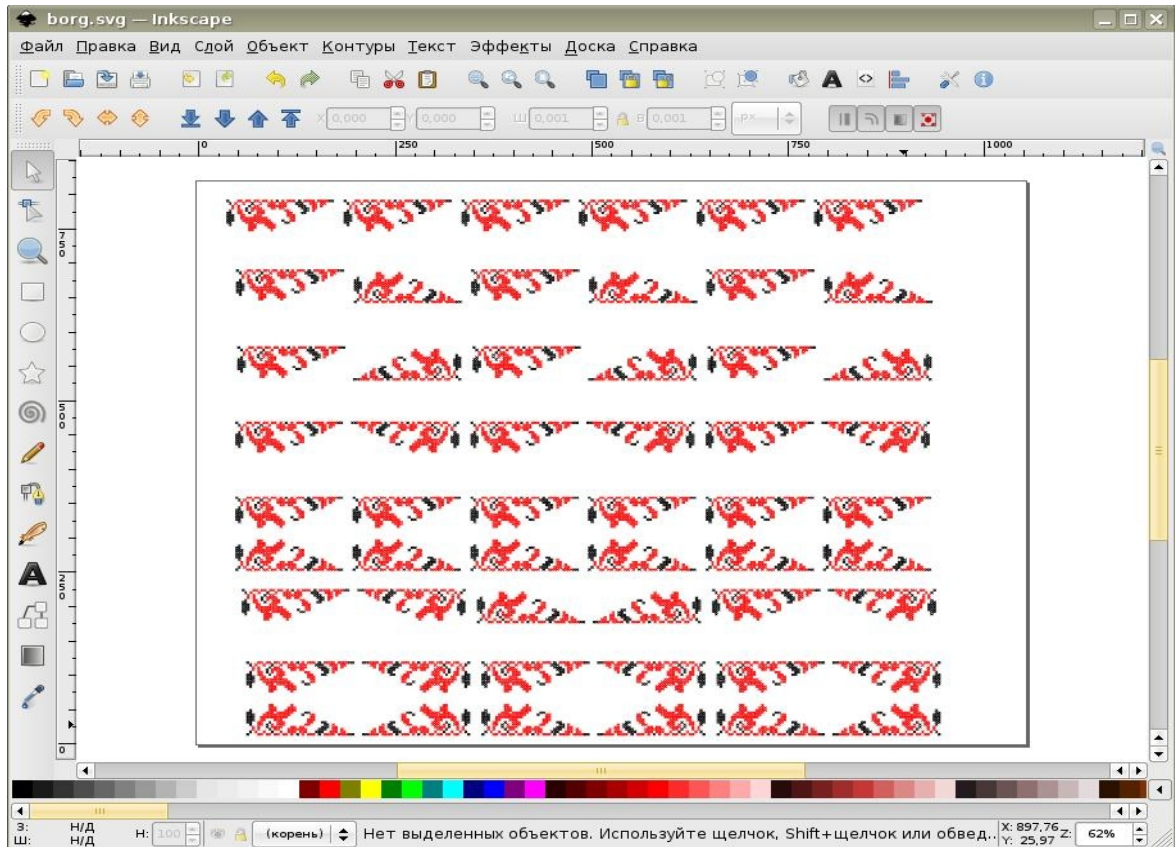 borg.svg — Inkscape
Файл Правка Вид Слой Объект Контуры Текст Эффекты Доска Справка
X 0,000 Y 0,000 Ш 0,001 В 0,001 px
0 250 500 750 1000
750
500
250
0
З: Н/Д
Ш: Н/Д
Н: 100 (корень) Нет выделенных объектов. Используйте щелчок, Shift+щелчок или обвед.. X: 897,76 Z: 62%
Y: 25,97